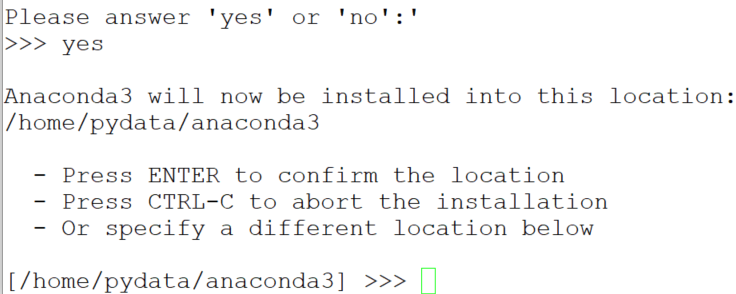 Please answer 'yes' or 'no':'
>>> yes
Anaconda3 will now be installed into this location:
/home/pydata/anaconda3
- Press ENTER to confirm the location
- Press CTRL-C to abort the installation
- Or specify a different location below
[/home/pydata/anaconda3] >>>